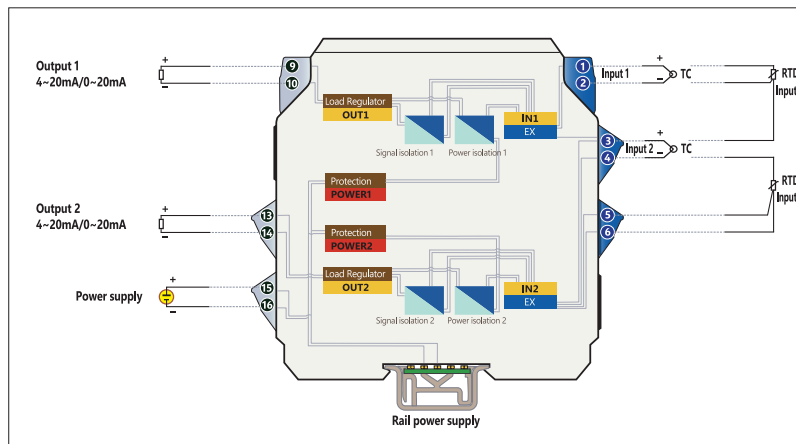 Output 1
4~20mA/0~20mA
+
−
9
10
1
2
+
−
Input 1
TC
RTD
Input
Load Regulator
OUT1
IN1
EX
Signal isolation 1
Power isolation 1
3
4
+
−
Input 2
TC
Protection
POWER1
RTD
Input
Output 2
4~20mA/0~20mA
+
−
13
14
5
6
Protection
POWER2
Load Regulator
OUT2
IN2
EX
Signal isolation 2
Power isolation 2
Power supply
+
−
15
16
Rail power supply